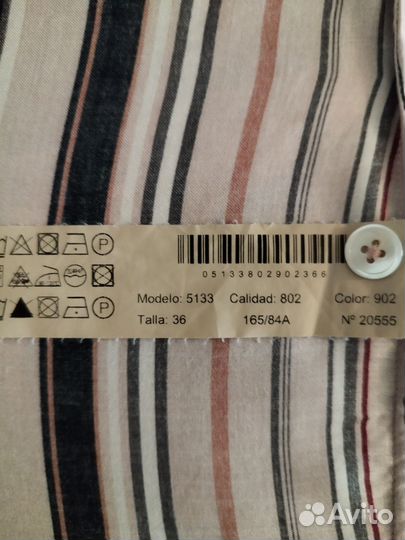 P
05133802902366
Modelo: 5133 Calidad: 802 Color: 902
Talla: 36 165/84A Nº 20555
P
Avito